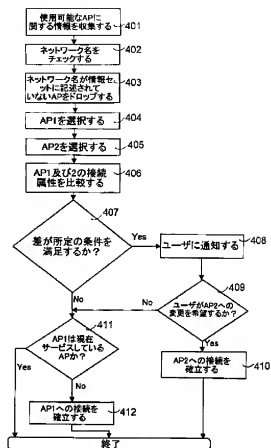 使用可能なAPに
関する情報を収集する
401
ネットワーク名を
チェックする
402
ネットワーク名が情報セ
ットに記述されて
いないAPをドロップする
403
AP1を選択する
404
AP2を選択する
405
AP1及び2の接続
属性を比較する
406
407
差が所定の条件を
満足するか？
Yes
ユーザに通知する
408
No
409
No
ユーザがAP2への
変更を希望するか？
Yes
411
AP1は現在
サービスしている
APか？
Yes
No
AP2への接続を
確立する
410
AP1への接続を
確立する
412
終了